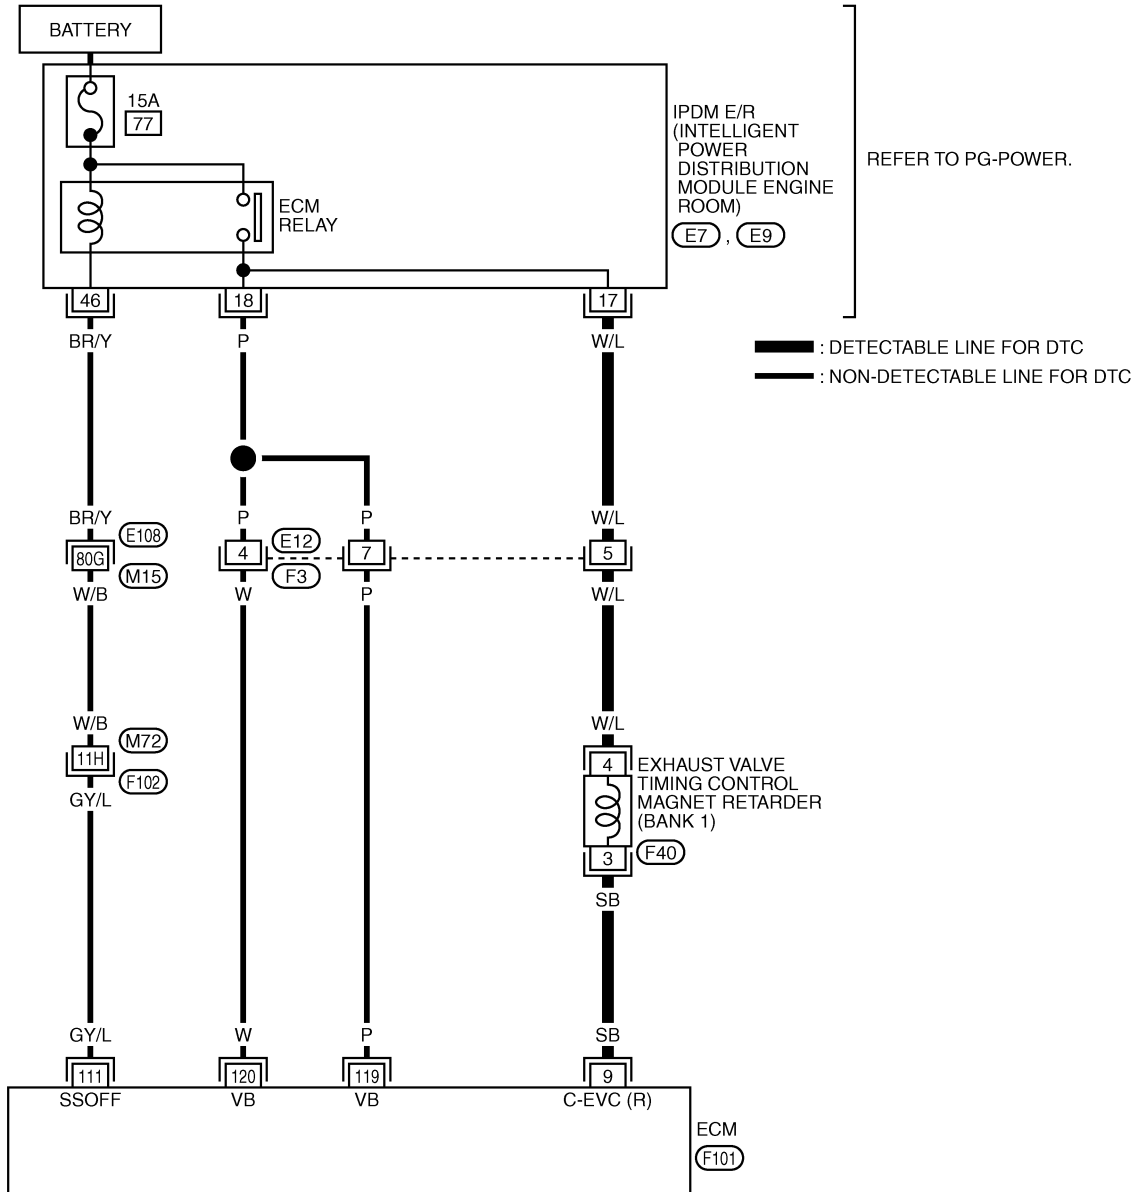 BATTERY
15A
77
IPDM E/R
(INTELLIGENT
POWER
DISTRIBUTION
MODULE ENGINE
ROOM)
E7 , E9
REFER TO PG-POWER.
ECM
RELAY
46
18
17
BR/Y
P
W/L
: DETECTABLE LINE FOR DTC
: NON-DETECTABLE LINE FOR DTC
BR/Y
P
P
W/L
80G
E108
M15
4
E12
F3
7
5
W/B
W
P
W/L
W/B
W/L
11H
M72
F102
GY/L
4
EXHAUST VALVE
TIMING CONTROL
MAGNET RETARDER
(BANK 1)
3
F40
SB
GY/L
W
P
SB
111
120
119
9
SSOFF
VB
VB
C-EVC (R)
ECM
F101